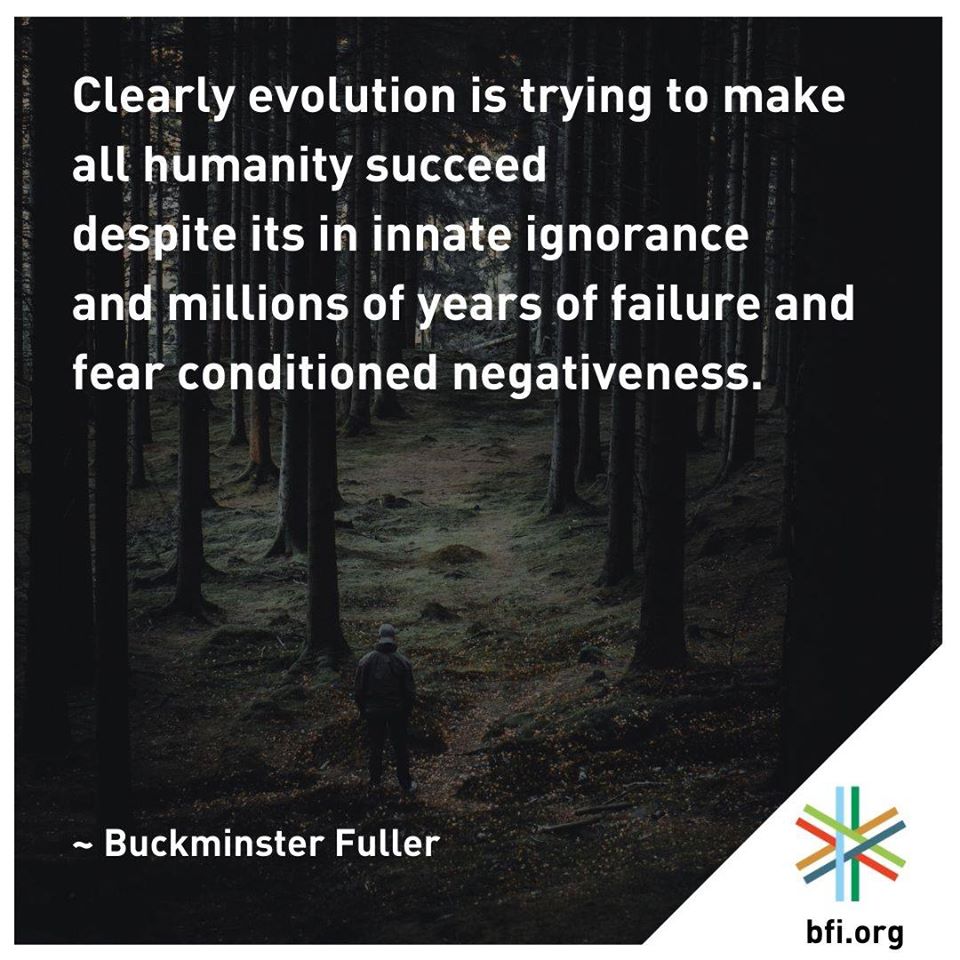 Clearly evolution is trying to make
all humanity succeed
despite its in innate ignorance
and millions of years of failure and
fear conditioned negativeness.
~ Buckminster Fuller
bfi.org